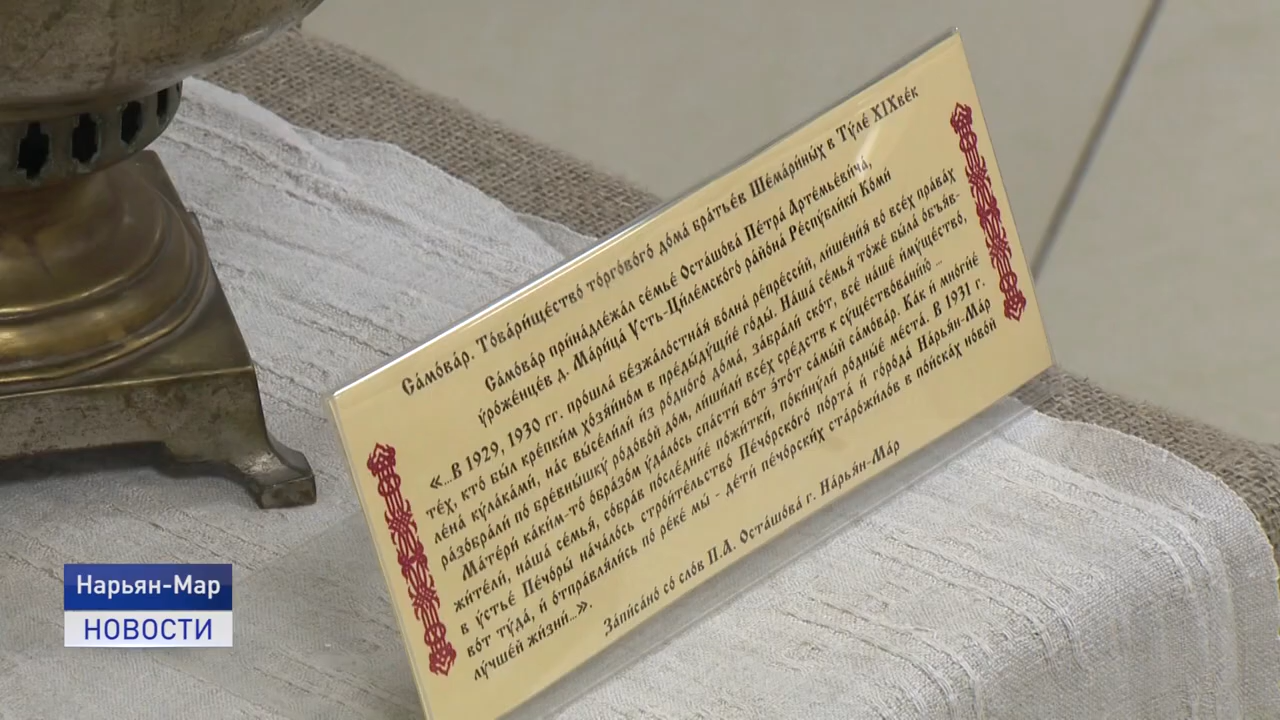 Самовар. Товарищество торгового дома братьев Шемариных в Туле XIXвек
Самовар принадлежал семье Осташова Петра Артемьевича,
уроженцев д. Марица Усть-Цилемского района Республики Коми
«...В 1929, 1930 гг. прошла безжалостная волна репрессий, лишения во всех правах
тех, кто был крепким хозяином в предыдущие годы. Наша семья тоже была объяв-
лена кулаками, нас выселили из родного дома, забрали скот, всё наше имущество,
разобрали по бревнышку родовой дом, лишили всех средств к существованию ...
Матери каким-то образом удалось спасти вот этот самый самовар. Как и многие
жители, наша семья, собрав последние пожитки, покинули родные места. В 1931 г.
в устье Печоры началось строительство Печорского порта и города Нарьян-Мар
вот туда, и отправлялись по реке мы - дети печорских старожилов в поисках новой
лучшей жизни...».
Записано со слов П.А. Осташова г. Нарьян-Мар
Нарьян-Мар
НОВОСТИ